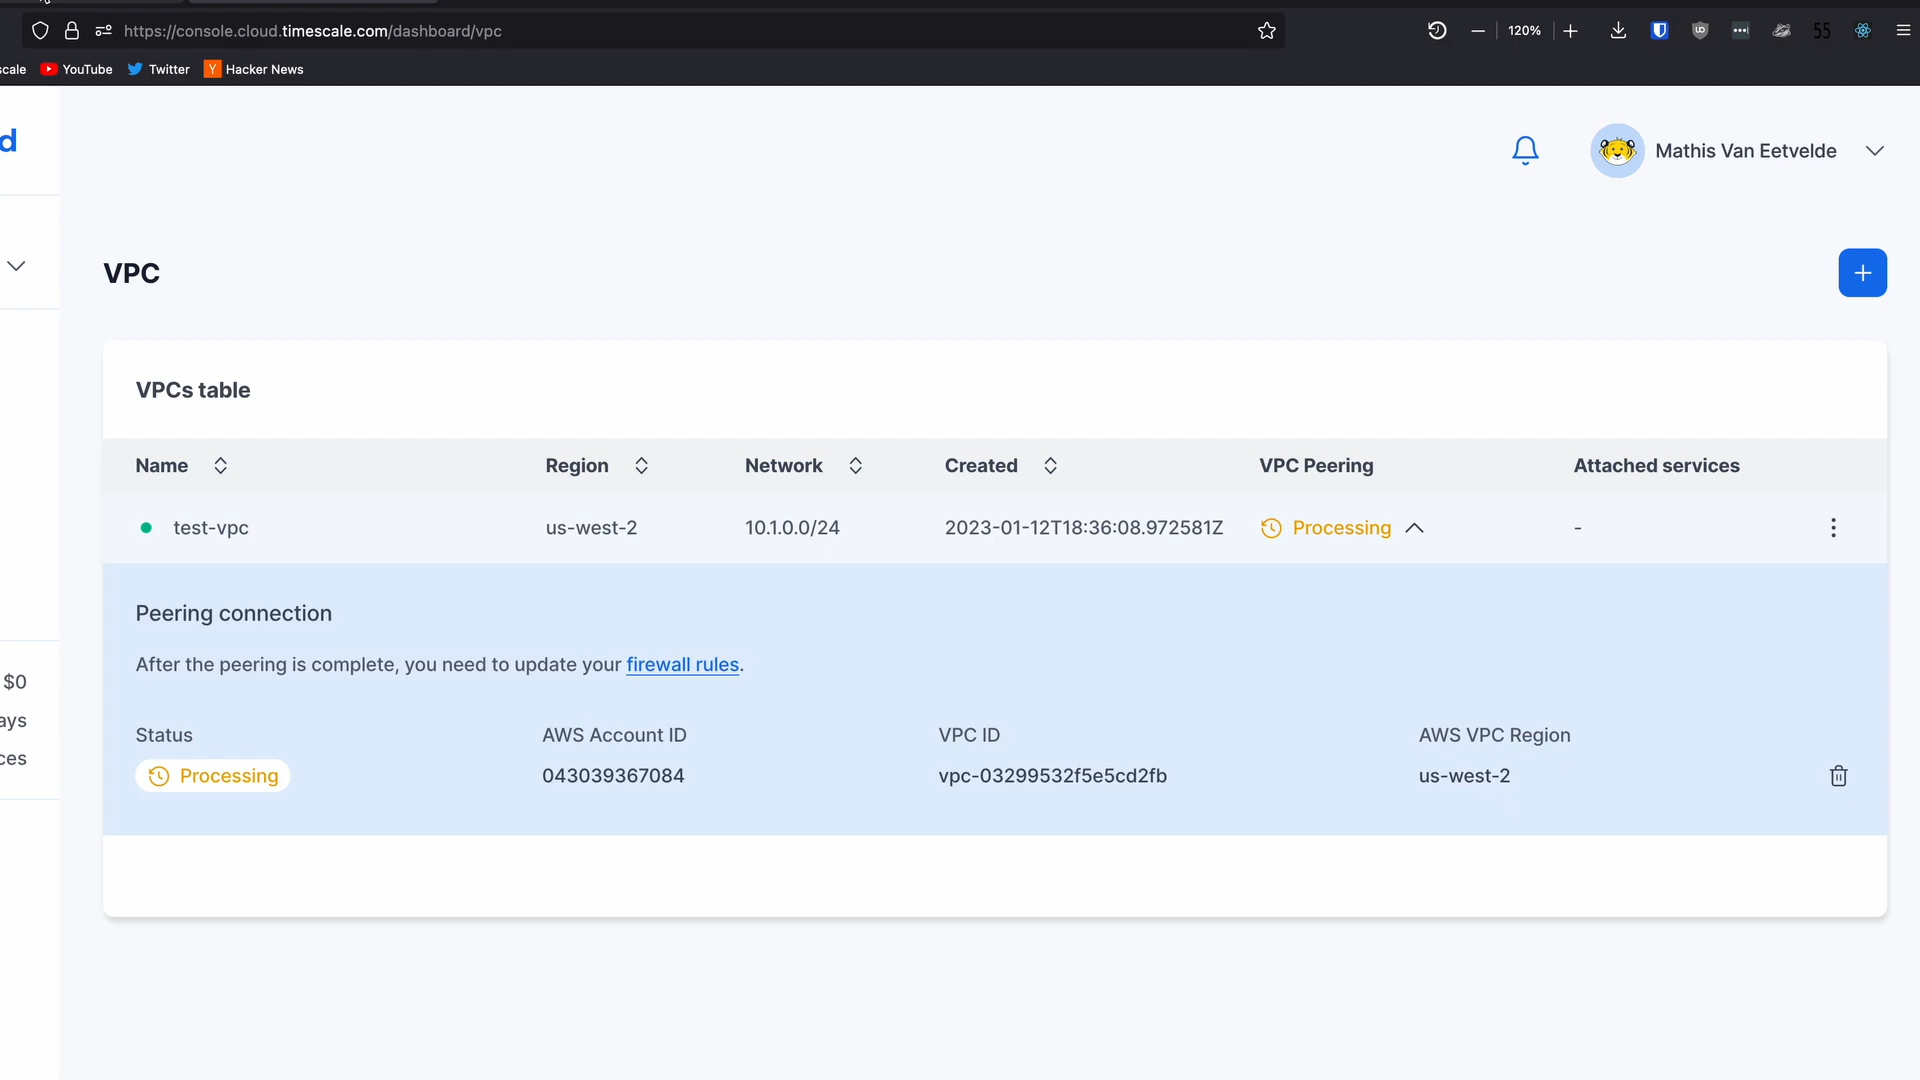 https://console.cloud.timescale.com/dashboard/vpc
120%
55
cale
YouTube
Twitter
Hacker News
d
Mathis Van Eetvelde
VPC
VPCs table
Name
Region
Network
Created
VPC Peering
Attached services
test-vpc
us-west-2
10.1.0.0/24
2023-01-12T18:36:08.972581Z
Processing
-
Peering connection
After the peering is complete, you need to update your firewall rules.
$0
ays
ces
Status
AWS Account ID
VPC ID
AWS VPC Region
Processing
043039367084
vpc-03299532f5e5cd2fb
us-west-2